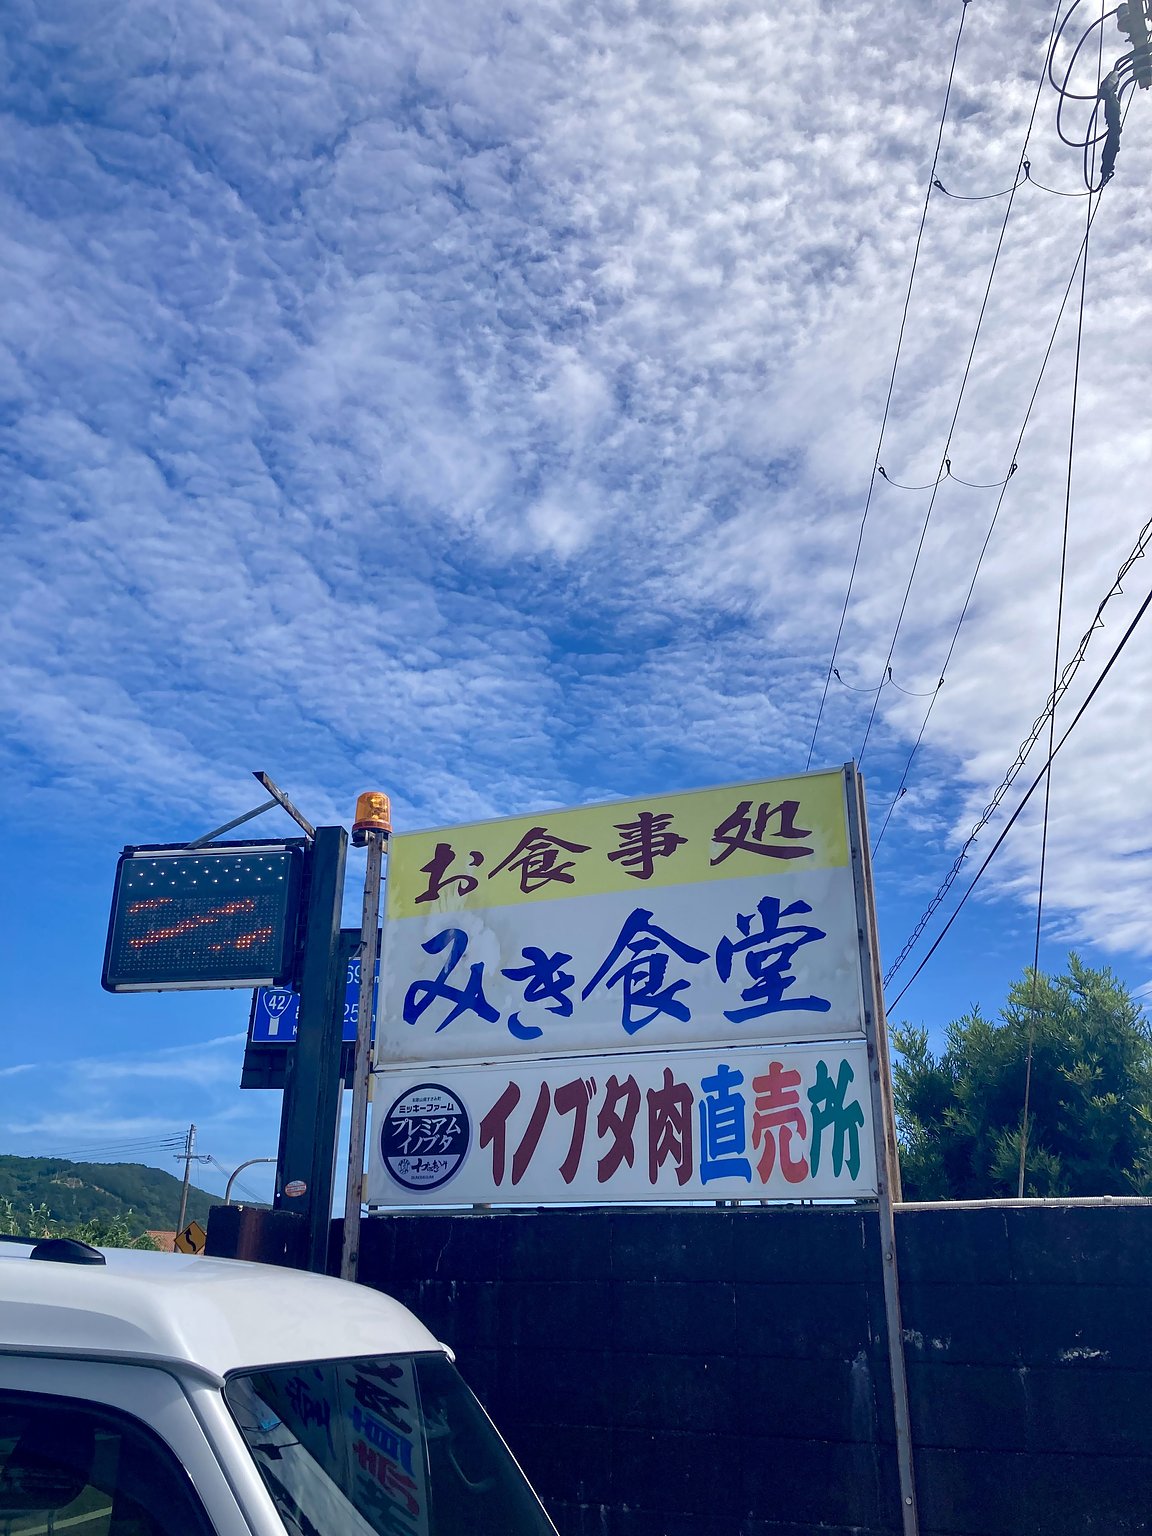 お食事処
みき食堂
ミッキーファーム
プレミアム
イノブタ
イノブタ肉直売所
42